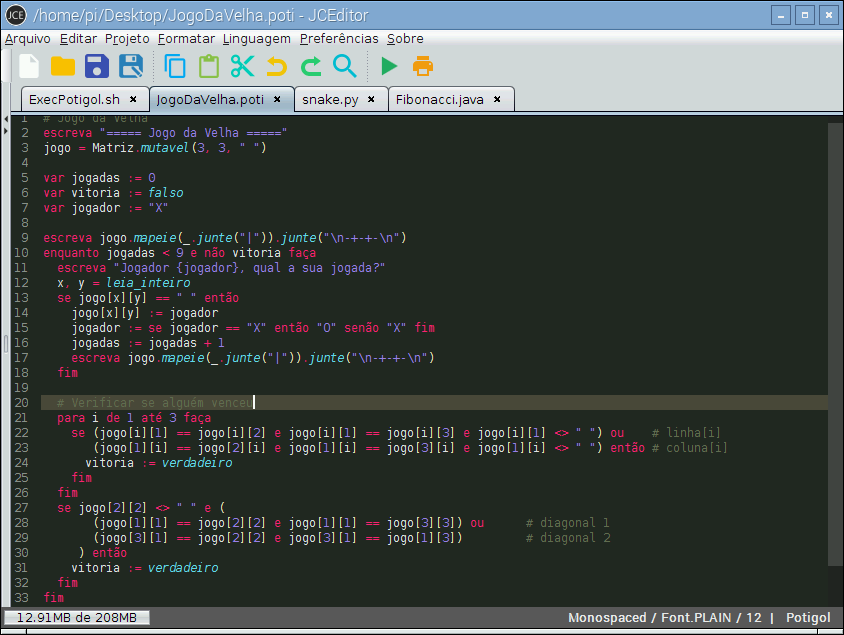 JCE /home/pi/Desktop/JogoDaVelha.poti - JCEditor
Arquivo Editar Projeto Formatar Linguagem Preferências Sobre
ExecPotigol.sh × JogoDaVelha.poti × snake.py × Fibonacci.java ×
1 # Jogo da Velha
2 escreva "===== Jogo da Velha ====="
3 jogo = Matriz.mutavel(3, 3, " ")
4
5 var jogadas := 0
6 var vitoria := falso
7 var jogador := "X"
8
9 escreva jogo.mapeie(_.junte("|")).junte("\n-+-+-\n")
10 enquanto jogadas < 9 e não vitoria faça
11 escreva "Jogador {jogador}, qual a sua jogada?"
12 x, y = leia_inteiro
13 se jogo[x][y] == " " então
14 jogo[x][y] := jogador
15 jogador := se jogador == "X" então "O" senão "X" fim
16 jogadas := jogadas + 1
17 escreva jogo.mapeie(_.junte("|")).junte("\n-+-+-\n")
18 fim
19
20 # Verificar se alguém venceu
21 para i de 1 até 3 faça
22 se (jogo[i][1] == jogo[i][2] e jogo[i][1] == jogo[i][3] e jogo[i][1] <> " ") ou # linha[i]
23 (jogo[1][i] == jogo[2][i] e jogo[1][i] == jogo[3][i] e jogo[1][i] <> " ") então # coluna[i]
24 vitoria := verdadeiro
25 fim
26 fim
27 se jogo[2][2] <> " " e (
28 (jogo[1][1] == jogo[2][2] e jogo[1][1] == jogo[3][3]) ou # diagonal 1
29 (jogo[3][1] == jogo[2][2] e jogo[3][1] == jogo[1][3]) # diagonal 2
30 ) então
31 vitoria := verdadeiro
32 fim
33 fim
12.91MB de 208MB Monospaced / Font.PLAIN / 12 | Potigol